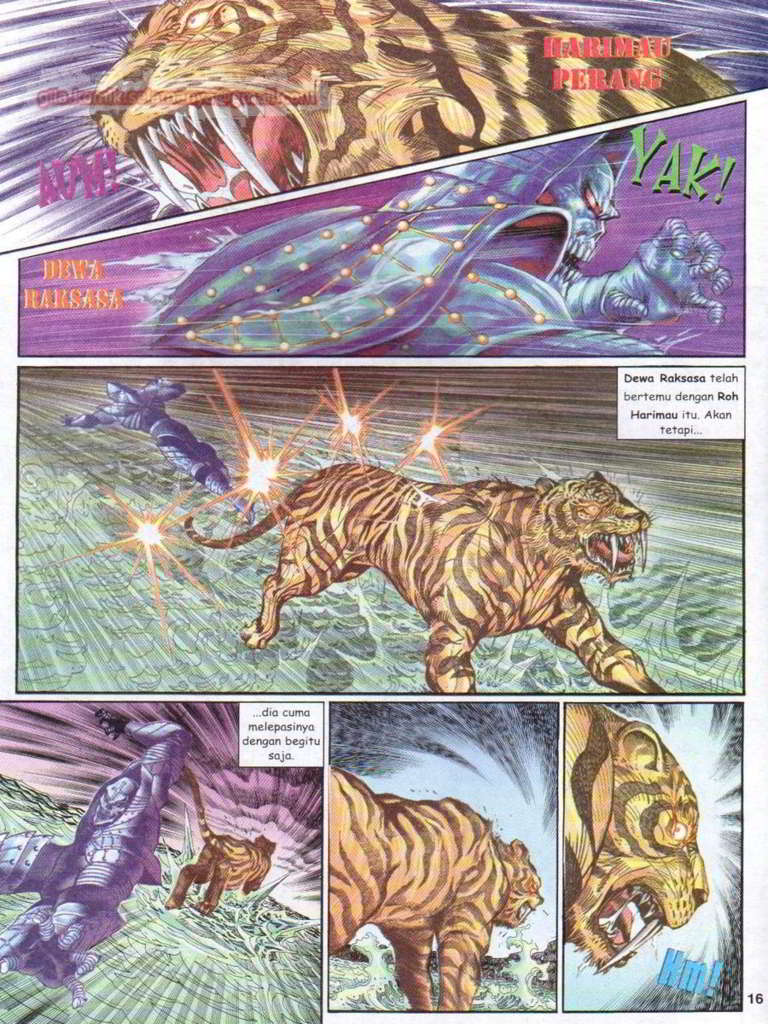 HARIMAU
PERANG
AUM!
YAK!
DEWA
RAKSASA
Dewa Raksasa telah
bertemu dengan Roh
Harimau itu. Akan
tetapi...
...dia cuma
melepasinya
dengan begitu
saja.
Hm!
16